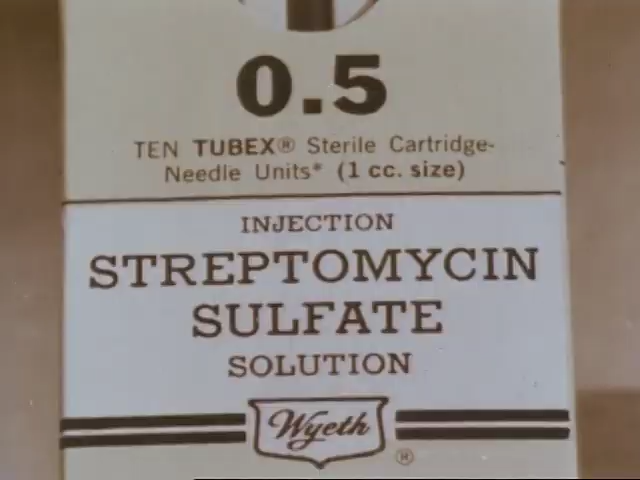 0.5
TEN TUBEX® Sterile Cartridge-
Needle Units* (1 cc. size)
INJECTION
STREPTOMYCIN
SULFATE
SOLUTION
Wyeth
®